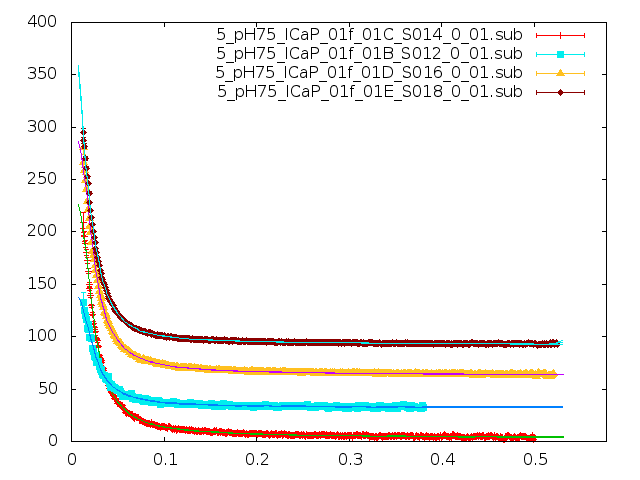 400
350
300
250
200
150
100
50
0
0 0.1 0.2 0.3 0.4 0.5
5_pH75_ICaP_01f_01C_S014_0_01.sub
5_pH75_ICaP_01f_01B_S012_0_01.sub
5_pH75_ICaP_01f_01D_S016_0_01.sub
5_pH75_ICaP_01f_01E_S018_0_01.sub